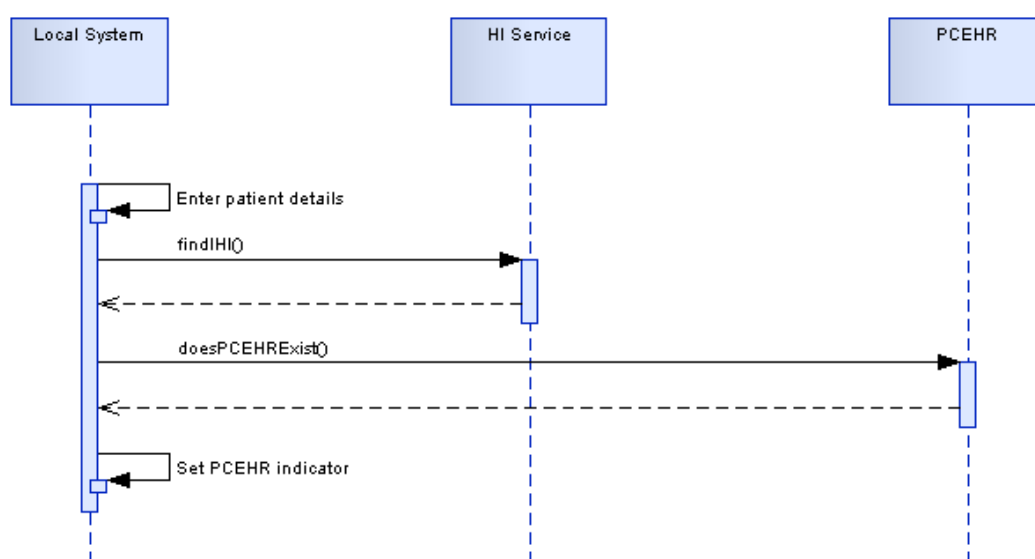 Local System
HI Service
PCEHR
Enter patient details
findIHI()
doesPCEHRExist()
Set PCEHR indicator